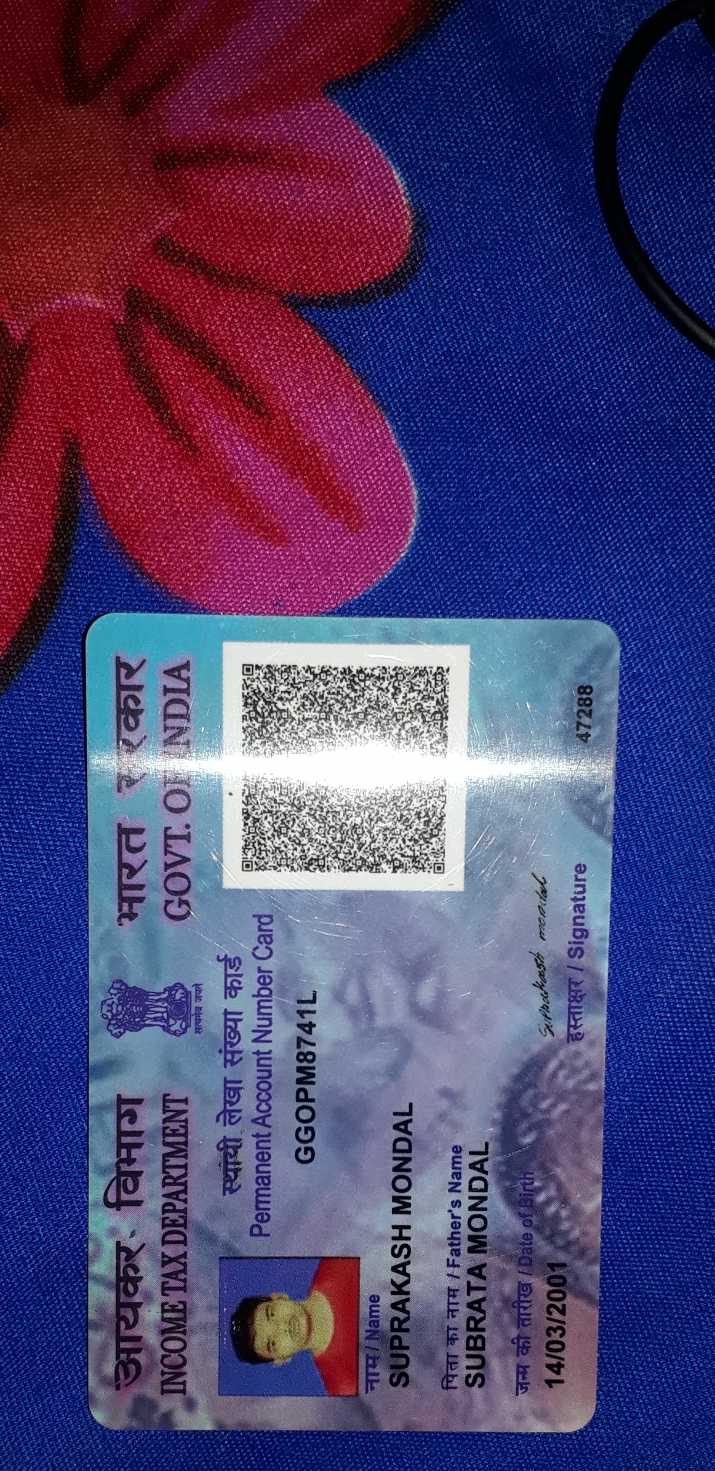 आयकर विभाग
INCOME TAX DEPARTMENT
सत्यमेव जयते
भारत सरकार
GOVT. OF INDIA
स्थायी लेखा संख्या कार्ड
Permanent Account Number Card
GGOPM8741L
नाम / Name
SUPRAKASH MONDAL
पिता का नाम / Father's Name
SUBRATA MONDAL
जन्म की तारीख / Date of Birth
14/03/2001
Suprakash mondal
हस्ताक्षर / Signature
47288